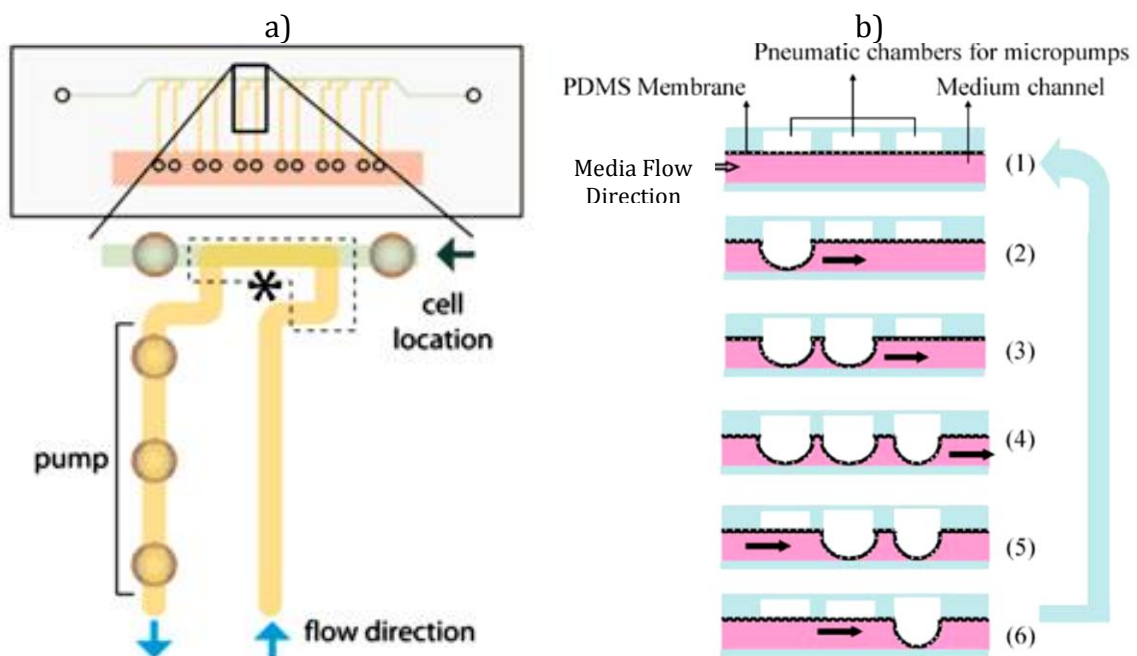 a)
cell
location
*
pump
flow direction
b)
Pneumatic chambers for micropumps
PDMS Membrane
Medium channel
Media Flow
Direction
(1)
(2)
(3)
(4)
(5)
(6)